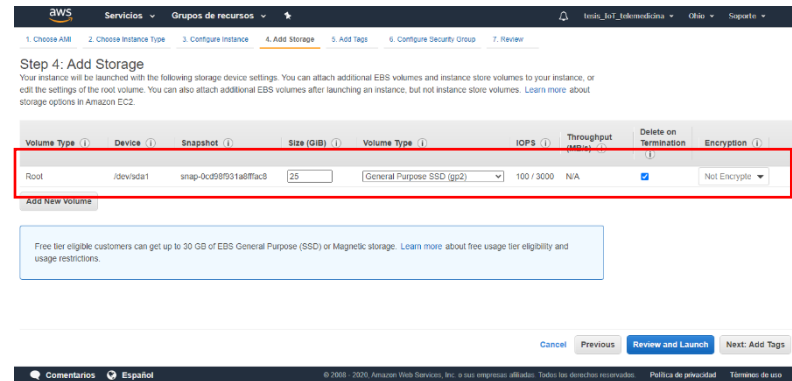 aws Servicios Grupos de recursos tesis_IoT_telemedicina Ohio Soporte
1. Choose AMI 2. Choose Instance Type 3. Configure Instance 4. Add Storage 5. Add Tags 6. Configure Security Group 7. Review
Step 4: Add Storage
Your instance will be launched with the following storage device settings. You can attach additional EBS volumes and instance store volumes to your instance, or
edit the settings of the root volume. You can also attach additional EBS volumes after launching an instance, but not instance store volumes. Learn more about
storage options in Amazon EC2.
Volume Type Device Snapshot Size (GiB) Volume Type IOPS Throughput (MB/s) Delete on Termination Encryption
Root /dev/sda1 snap-0cd98f931a8fffac8 25 General Purpose SSD (gp2) 100 / 3000 N/A Not Encrypte
Add New Volume
Free tier eligible customers can get up to 30 GB of EBS General Purpose (SSD) or Magnetic storage. Learn more about free usage tier eligibility and
usage restrictions.
Cancel Previous Review and Launch Next: Add Tags
Comentarios Español © 2008 - 2020, Amazon Web Services, Inc. o sus empresas afiliadas. Todos los derechos reservados. Política de privacidad Términos de uso